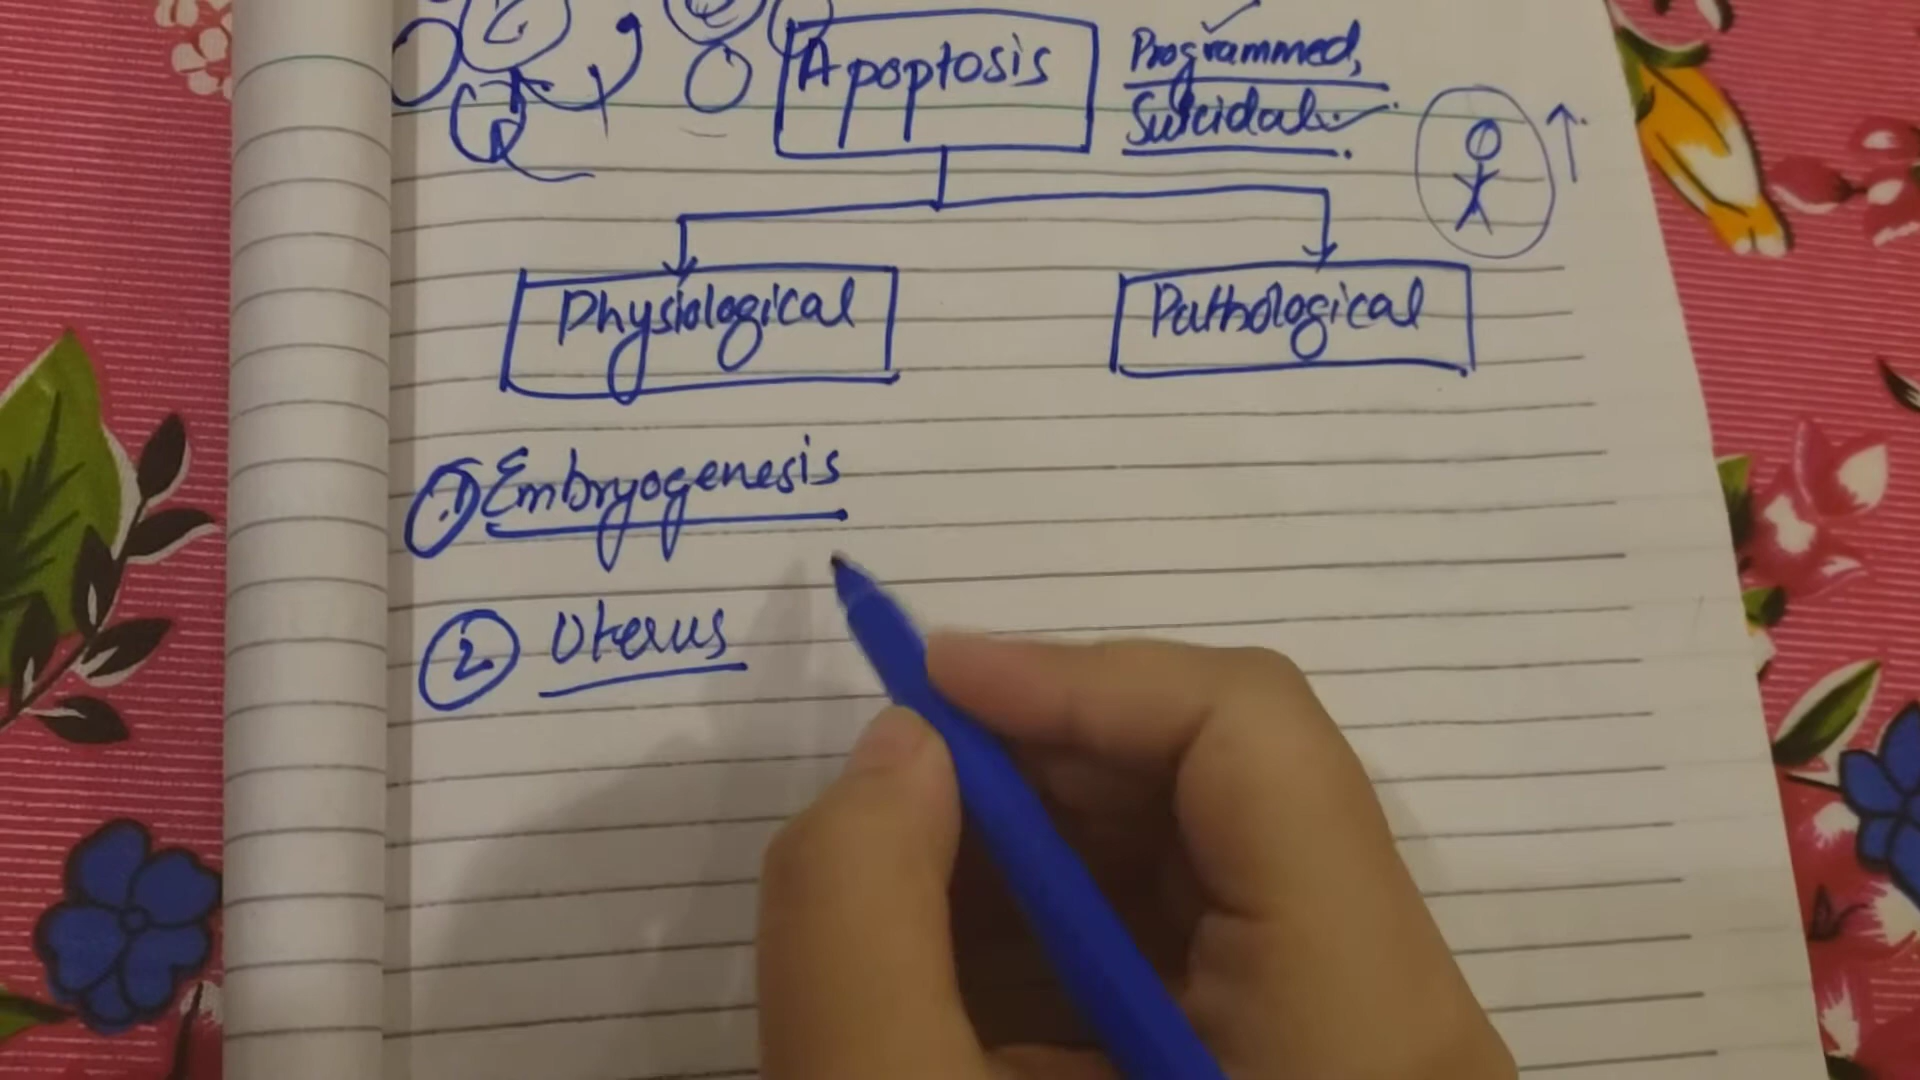 Apoptosis
Programmed,
Suicidal
Physiological
Pathological
1 Embryogenesis
2 Uterus